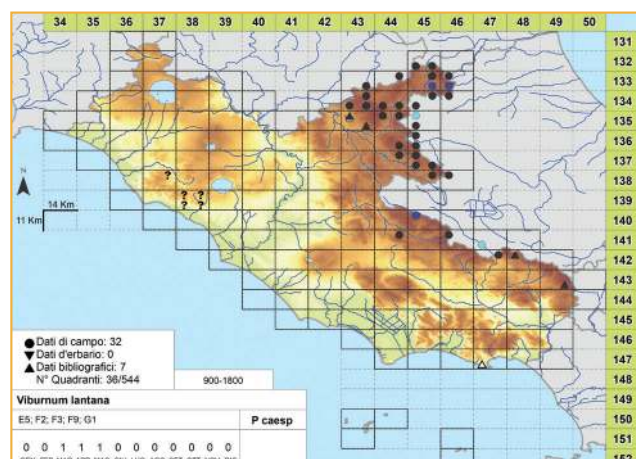 34 35 36 37 38 39 40 41 42 43 44 45 46 47 48 49 50
131
132
133
134
135
136
137
? 138
? ?
? ?
N
139
14 Km
11 Km
140
141
142
143
144
145
146
147
148
149
150
151
152
Dati di campo: 32
Dati d'erbario: 0
Dati bibliografici: 7
N° Quadranti: 36/544
900-1800
Viburnum lantana
E5; F2; F3; F9; G1
P caesp
0 0 1 1 1 0 0 0 0 0 0 0